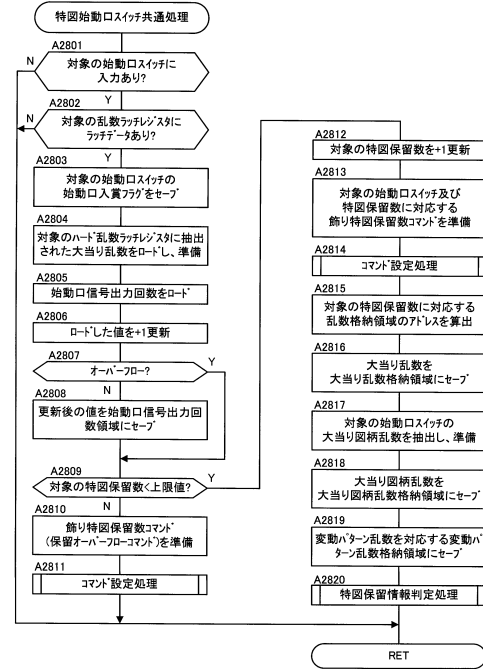 特図始動口スイッチ共通処理
A2801
対象の始動口スイッチに
入力あり?
N
Y
A2802
対象の乱数ラッチレジスタに
ラッチデータあり?
N
Y
A2803
対象の始動口スイッチの
始動口入賞フラグをセーブ
A2804
対象のハード乱数ラッチレジスタに抽出
された大当り乱数をロードし、準備
A2805
始動口信号出力回数をロード
A2806
ロードした値を+1更新
A2807
オーバーフロー?
Y
N
A2808
更新後の値を始動口信号出力回
数領域にセーブ
A2809
対象の特図保留数<上限値?
Y
N
A2810
飾り特図保留数コマンド
(保留オーバーフローコマンド)を準備
A2811
コマンド設定処理
A2812
対象の特図保留数を+1更新
A2813
対象の始動口スイッチ及び
特図保留数に対応する
飾り特図保留数コマンドを準備
A2814
コマンド設定処理
A2815
対象の特図保留数に対応する
乱数格納領域のアドレスを算出
A2816
大当り乱数を
大当り乱数格納領域にセーブ
A2817
対象の始動口スイッチの
大当り図柄乱数を抽出し、準備
A2818
大当り図柄乱数を
大当り図柄乱数格納領域にセーブ
A2819
変動パターン乱数を対応する変動パ
ターン乱数格納領域にセーブ
A2820
特図保留情報判定処理
RET